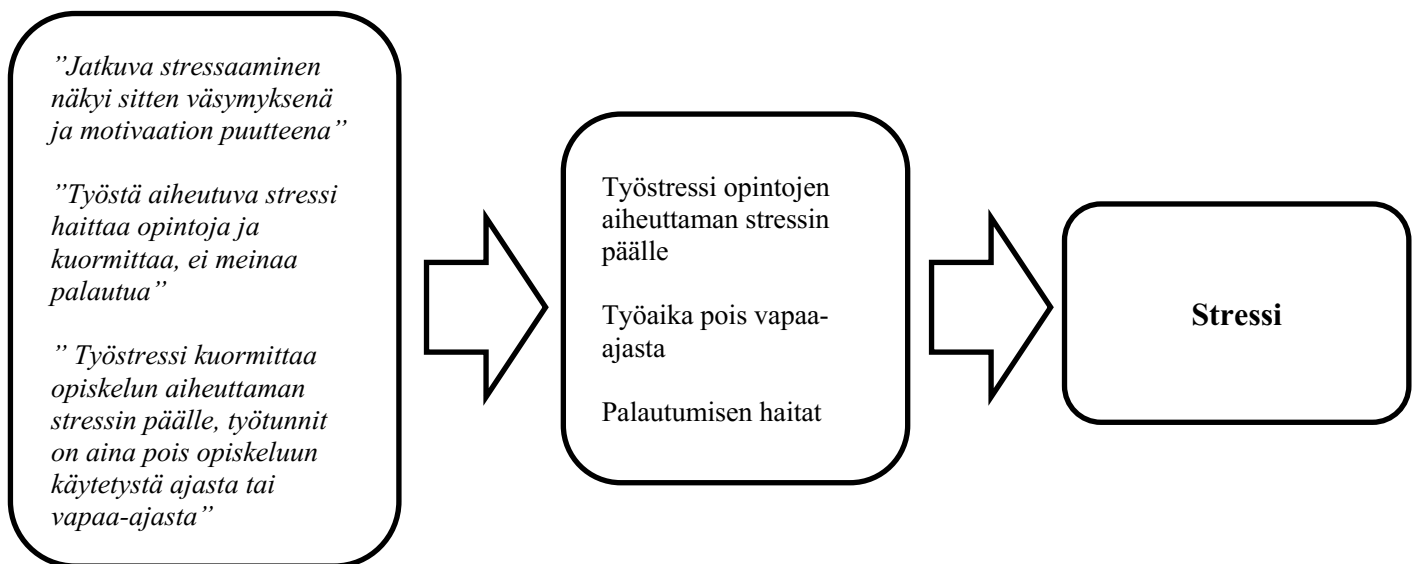 ”Jatkuva stressaaminen
näkyi sitten väsymyksenä
ja motivaation puutteena”
”Työstä aiheutuva stressi
haittaa opintoja ja
kuormittaa, ei meinaa
palautua”
” Työstressi kuormittaa
opiskelun aiheuttaman
stressin päälle, työtunnit
on aina pois opiskeluun
käytetystä ajasta tai
vapaa-ajasta”
Työstressi opintojen
aiheuttaman stressin
päälle
Työaika pois vapaa-
ajasta
Palautumisen haitat
Stressi